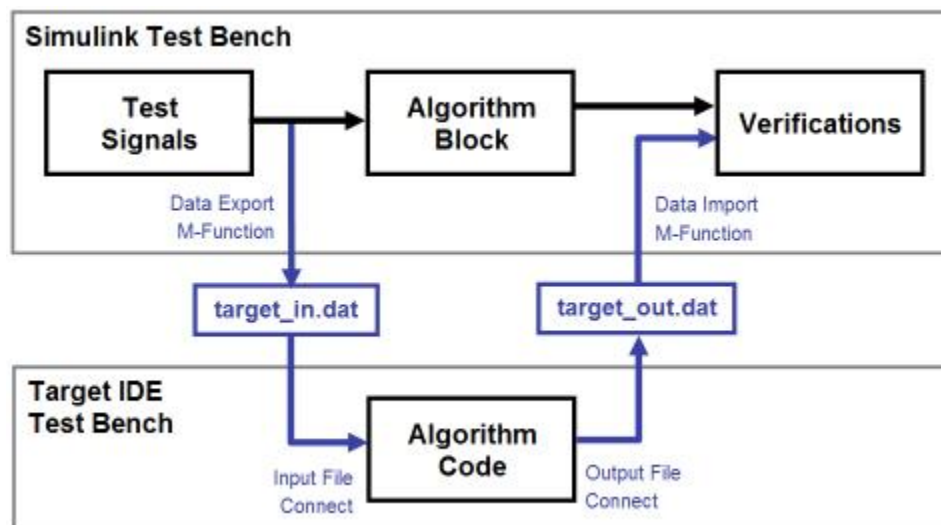 Simulink Test Bench
Test
Signals
Algorithm
Block
Verifications
Data Export
M-Function
Data Import
M-Function
target_in.dat
target_out.dat
Target IDE
Test Bench
Algorithm
Code
Input File
Connect
Output File
Connect